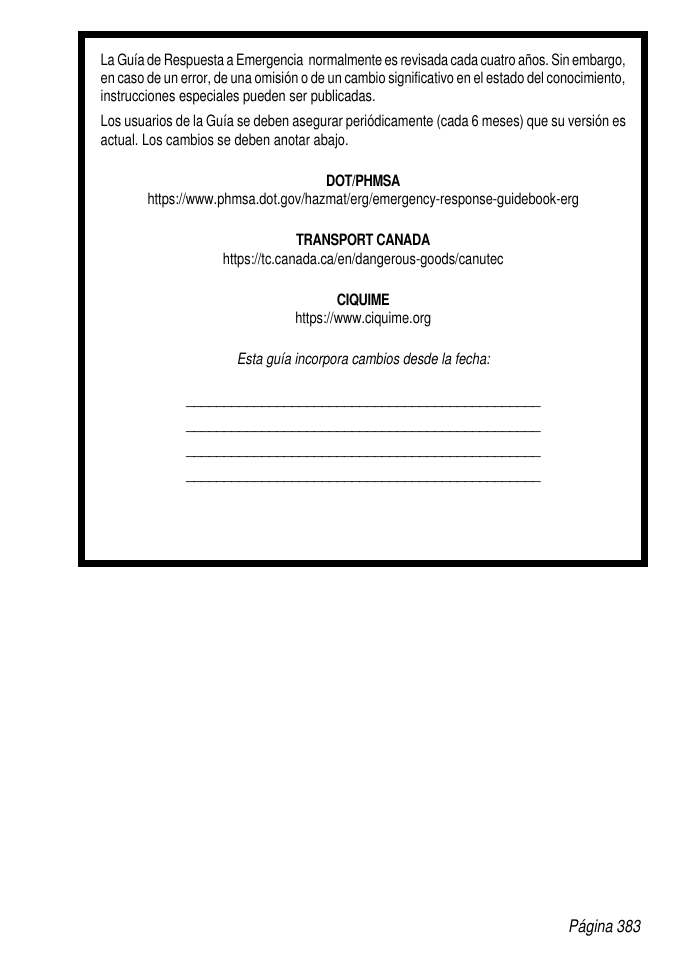 La Guía de Respuesta a Emergencia  normalmente es revisada cada cuatro años. Sin embargo,
en caso de un error, de una omisión o de un cambio significativo en el estado del conocimiento,
instrucciones especiales pueden ser publicadas.
Los usuarios de la Guía se deben asegurar periódicamente (cada 6 meses) que su versión es
actual. Los cambios se deben anotar abajo.
DOT/PHMSA
https://www.phmsa.dot.gov/hazmat/erg/emergency-response-guidebook-erg
TRANSPORT CANADA
https://tc.canada.ca/en/dangerous-goods/canutec
CIQUIME
https://www.ciquime.org
Esta guía incorpora cambios desde la fecha:
Página 383